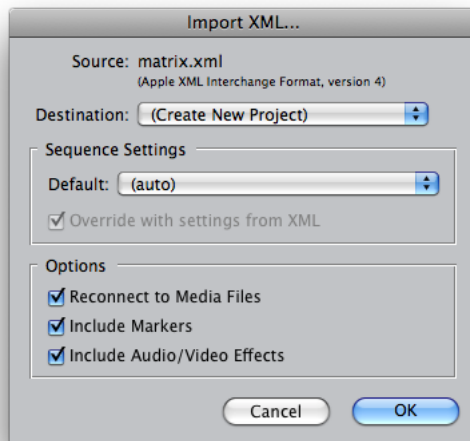 Import XML...
Source: matrix.xml
(Apple XML Interchange Format, version 4)
Destination: (Create New Project)
Sequence Settings
Default: (auto)
Override with settings from XML
Options
Reconnect to Media Files
Include Markers
Include Audio/Video Effects
Cancel OK